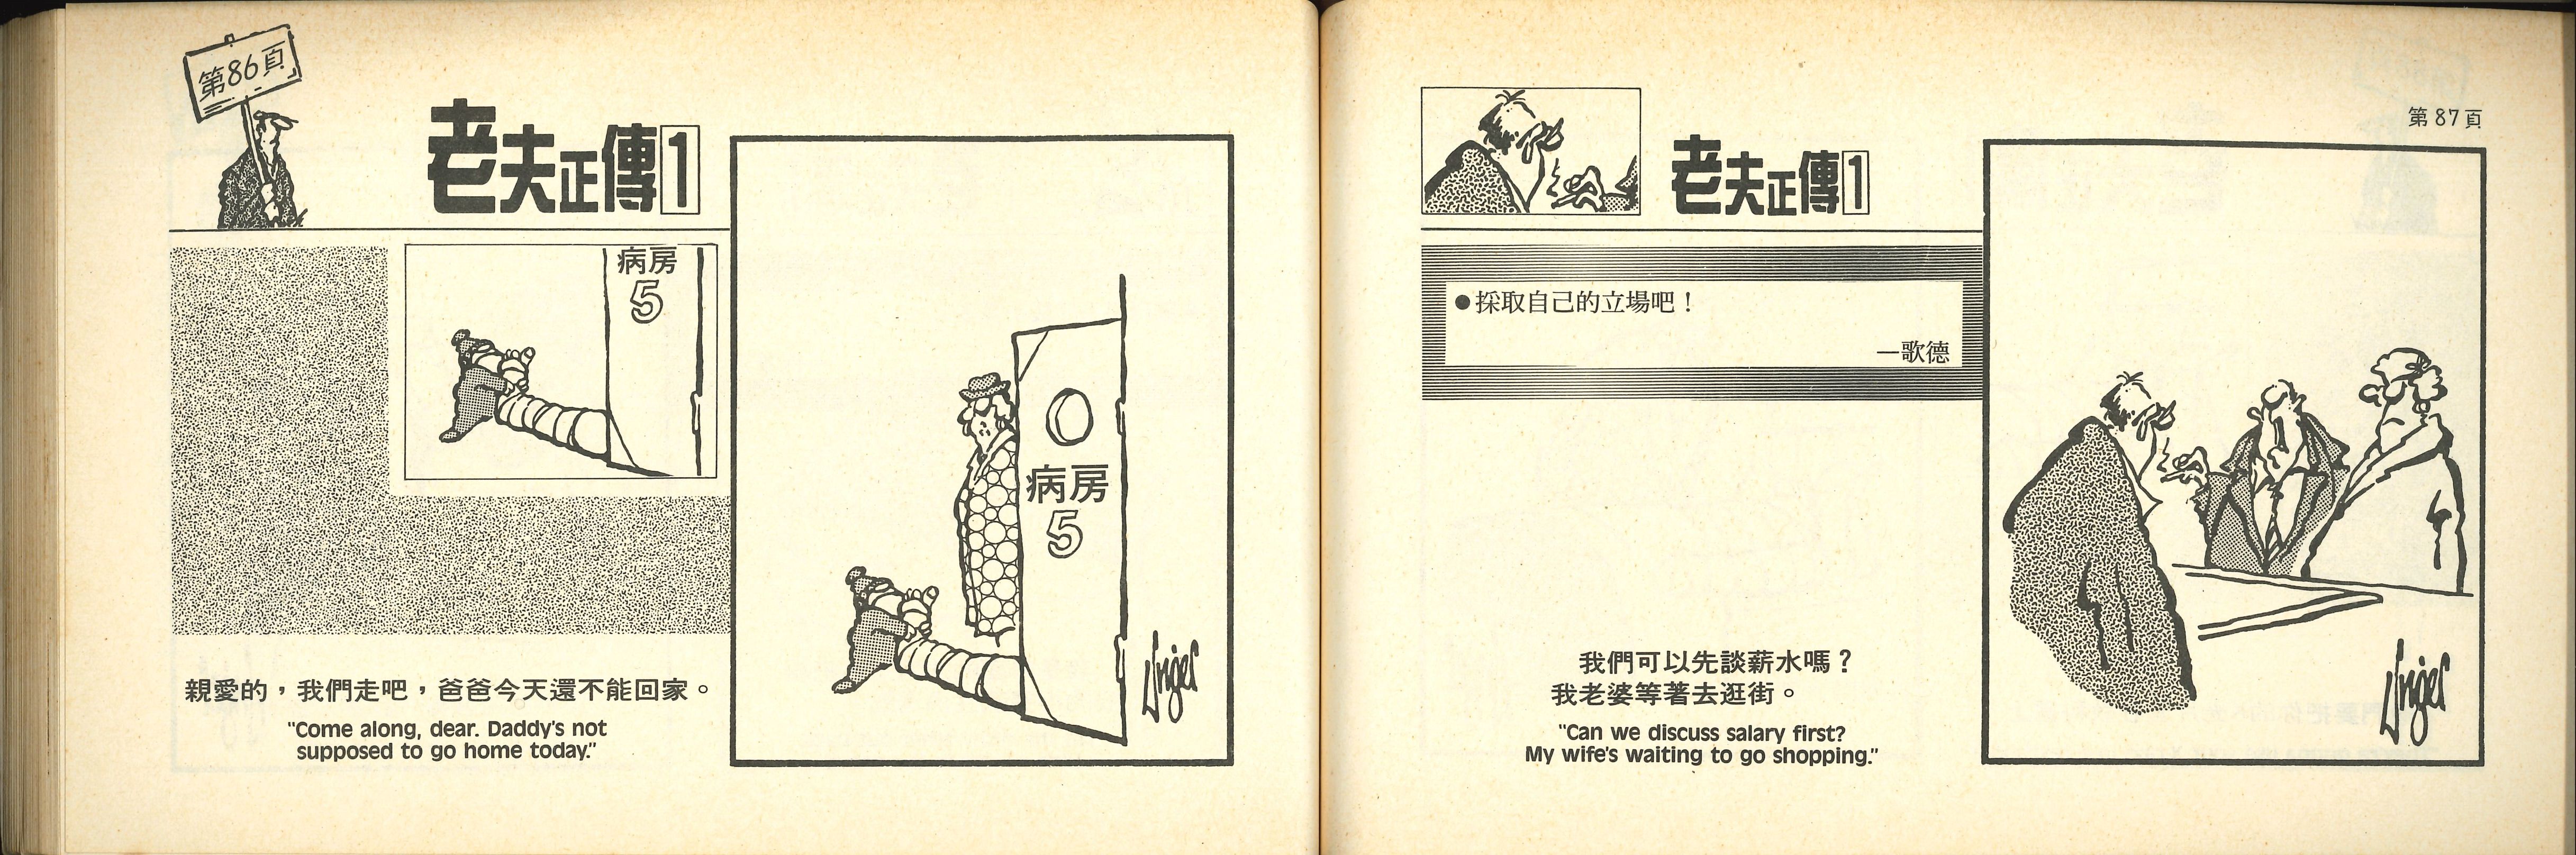 第86頁
老夫正傳1
病房
5
病房
5
Unger
親愛的，我們走吧，爸爸今天還不能回家。
"Come along, dear. Daddy's not
supposed to go home today."
第87頁
老夫正傳1
●採取自己的立場吧！
—歌德
我們可以先談薪水嗎？
我老婆等著去逛街。
"Can we discuss salary first?
My wife's waiting to go shopping."
Unger